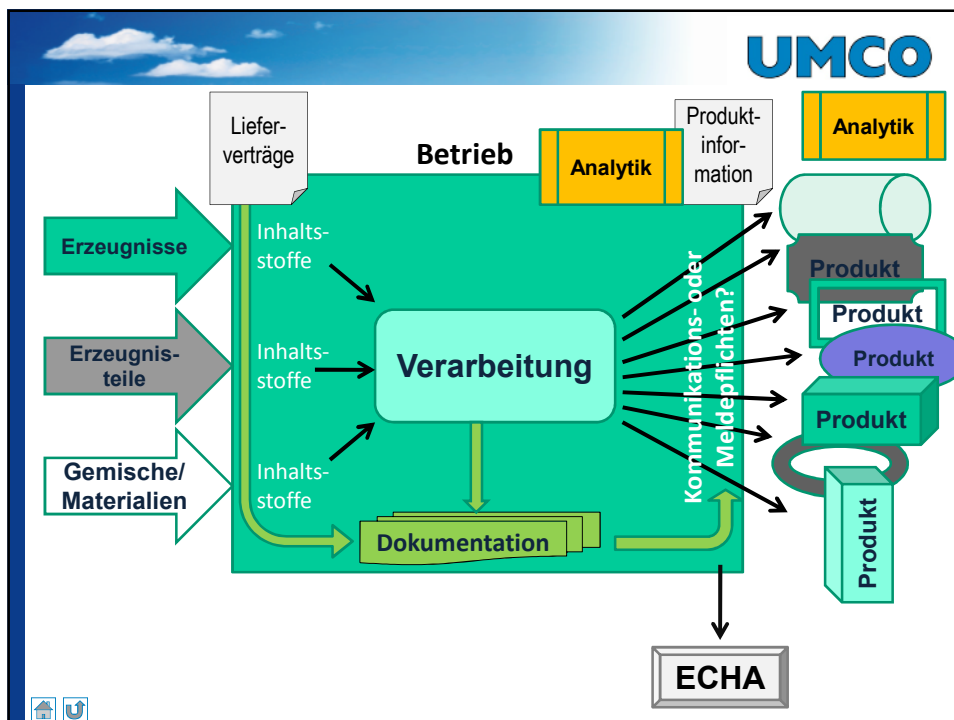 UMCO
Liefer-
verträge
Betrieb
Analytik
Produkt-
infor-
mation
Analytik
Erzeugnisse
Inhalts-
stoffe
Erzeugnis-
teile
Inhalts-
stoffe
Gemische/
Materialien
Inhalts-
stoffe
Verarbeitung
Dokumentation
Kommunikations- oder
Meldepflichten?
Produkt
Produkt
Produkt
Produkt
Produkt
ECHA